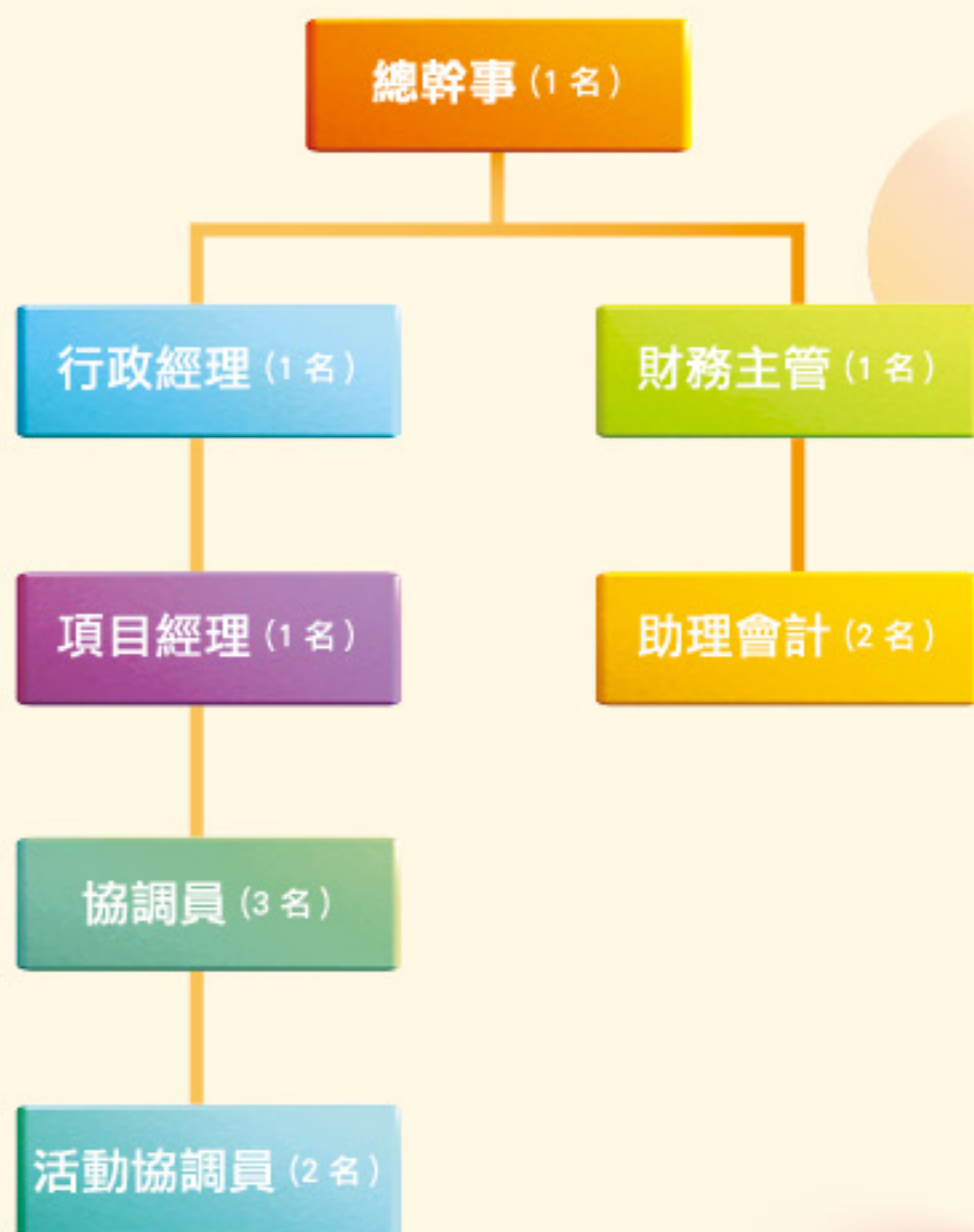 總幹事 (1 名)
行政經理 (1 名)
財務主管 (1 名)
項目經理 (1 名)
助理會計 (2 名)
協調員 (3 名)
活動協調員 (2 名)